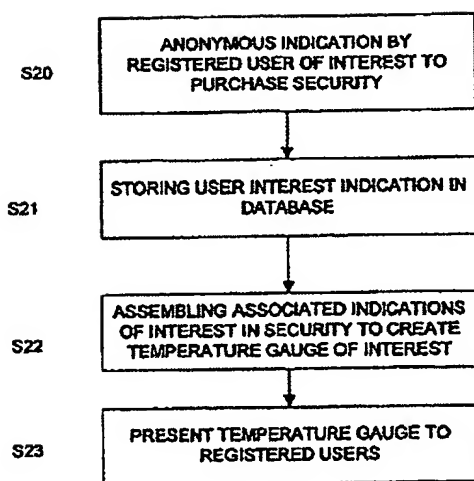 S20
ANONYMOUS INDICATION BY
REGISTERED USER OF INTEREST TO
PURCHASE SECURITY
S21
STORING USER INTEREST INDICATION IN
DATABASE
S22
ASSEMBLING ASSOCIATED INDICATIONS
OF INTEREST IN SECURITY TO CREATE
TEMPERATURE GAUGE OF INTEREST
S23
PRESENT TEMPERATURE GAUGE TO
REGISTERED USERS